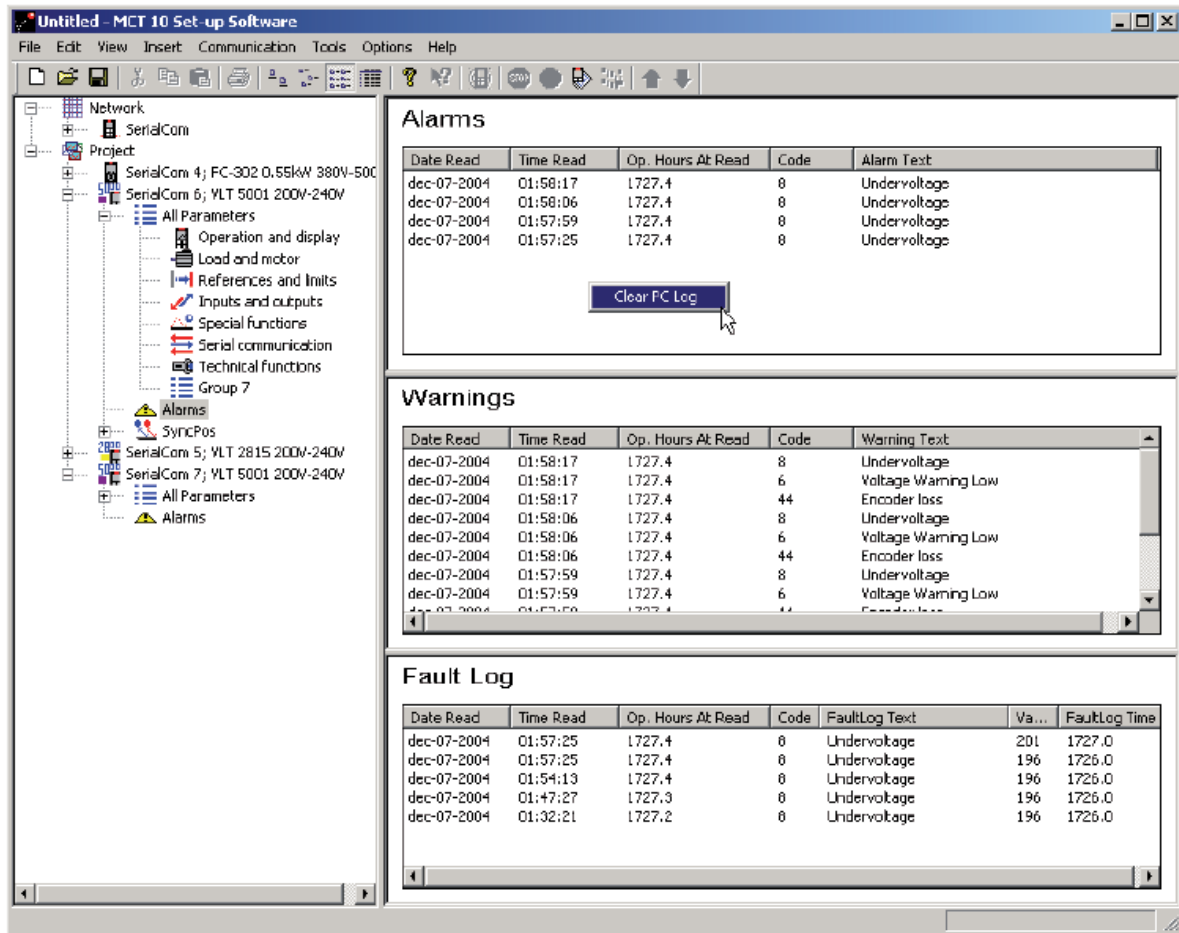 Untitled - MCT 10 Set-up Software
File Edit View Insert Communication Tools Options Help
Network
SerialCom
Project
SerialCom 4; FC-302 0.55kW 380V-500
SerialCom 6; VLT 5001 200V-240V
All Parameters
Operation and display
Load and motor
References and limits
Inputs and outputs
Special functions
Serial communication
Technical functions
Group 7
Alarms
SyncPos
SerialCom 5; VLT 2815 200V-240V
SerialCom 7; VLT 5001 200V-240V
All Parameters
Alarms
Alarms
Date Read Time Read Op. Hours At Read Code Alarm Text
dec-07-2004 01:58:17 1727.4 8 Undervoltage
dec-07-2004 01:58:06 1727.4 8 Undervoltage
dec-07-2004 01:57:59 1727.4 8 Undervoltage
dec-07-2004 01:57:25 1727.4 8 Undervoltage
Clear PC Log
Warnings
Date Read Time Read Op. Hours At Read Code Warning Text
dec-07-2004 01:58:17 1727.4 8 Undervoltage
dec-07-2004 01:58:17 1727.4 6 Voltage Warning Low
dec-07-2004 01:58:17 1727.4 44 Encoder loss
dec-07-2004 01:58:06 1727.4 8 Undervoltage
dec-07-2004 01:58:06 1727.4 6 Voltage Warning Low
dec-07-2004 01:58:06 1727.4 44 Encoder loss
dec-07-2004 01:57:59 1727.4 8 Undervoltage
dec-07-2004 01:57:59 1727.4 6 Voltage Warning Low
Fault Log
Date Read Time Read Op. Hours At Read Code FaultLog Text Va... FaultLog Time
dec-07-2004 01:57:25 1727.4 8 Undervoltage 201 1727.0
dec-07-2004 01:57:25 1727.4 8 Undervoltage 196 1726.0
dec-07-2004 01:54:13 1727.4 8 Undervoltage 196 1726.0
dec-07-2004 01:47:27 1727.3 8 Undervoltage 196 1726.0
dec-07-2004 01:32:21 1727.2 8 Undervoltage 196 1726.0